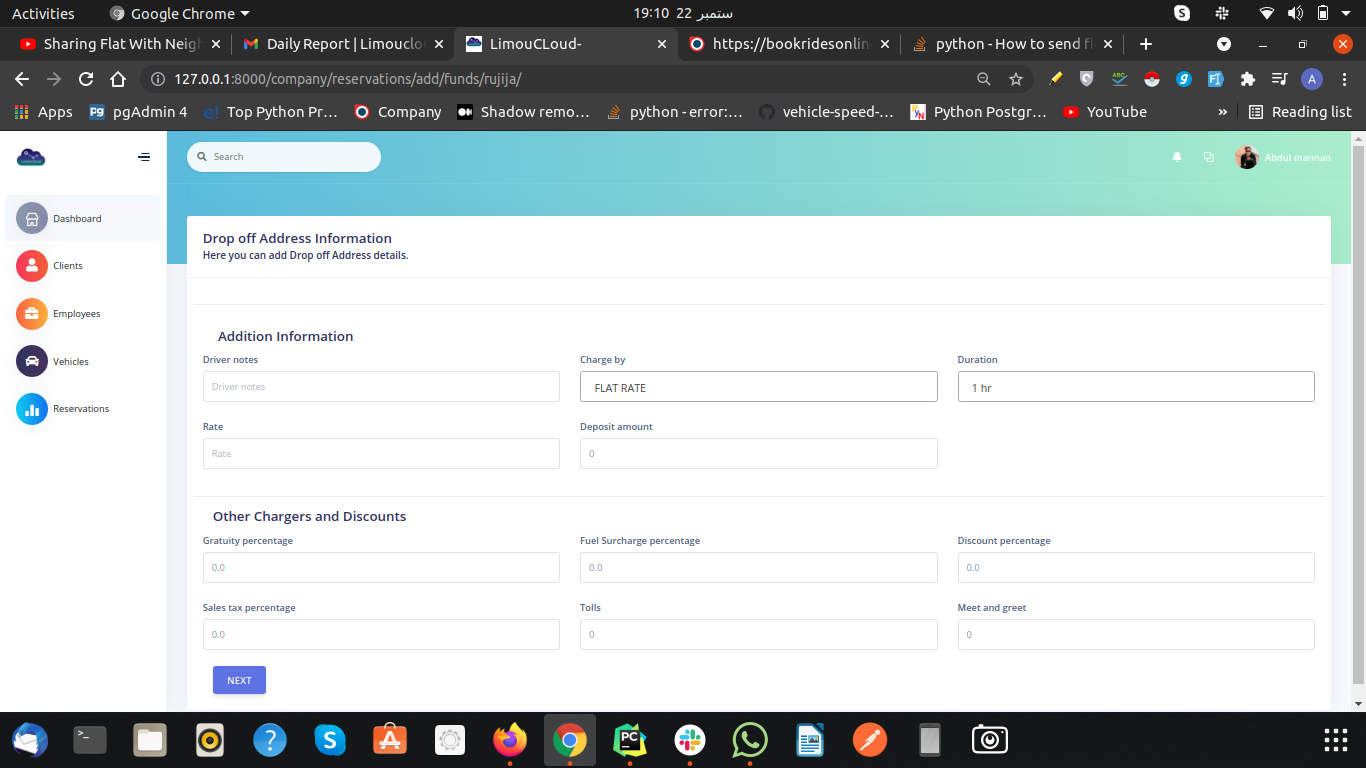 Activities
Google Chrome
19:10 22 ستمبر
Sharing Flat With Neigh
Daily Report | Limouclo
LimouCLoud-
https://bookridesonlin
python - How to send fi
127.0.0.1:8000/company/reservations/add/funds/rujija/
A
Apps
pgAdmin 4
Top Python Pr...
Company
Shadow remo...
python - error:...
vehicle-speed-...
Python Postgr...
YouTube
»
Reading list
Search
Abdul mannan
Dashboard
Clients
Employees
Vehicles
Reservations
Drop off Address Information
Here you can add Drop off Address details.
Addition Information
Driver notes
Charge by
Duration
Driver notes
FLAT RATE
1 hr
Rate
Deposit amount
Rate
0
Other Chargers and Discounts
Gratuity percentage
Fuel Surcharge percentage
Discount percentage
0.0
0.0
0.0
Sales tax percentage
Tolls
Meet and greet
0.0
0
0
NEXT